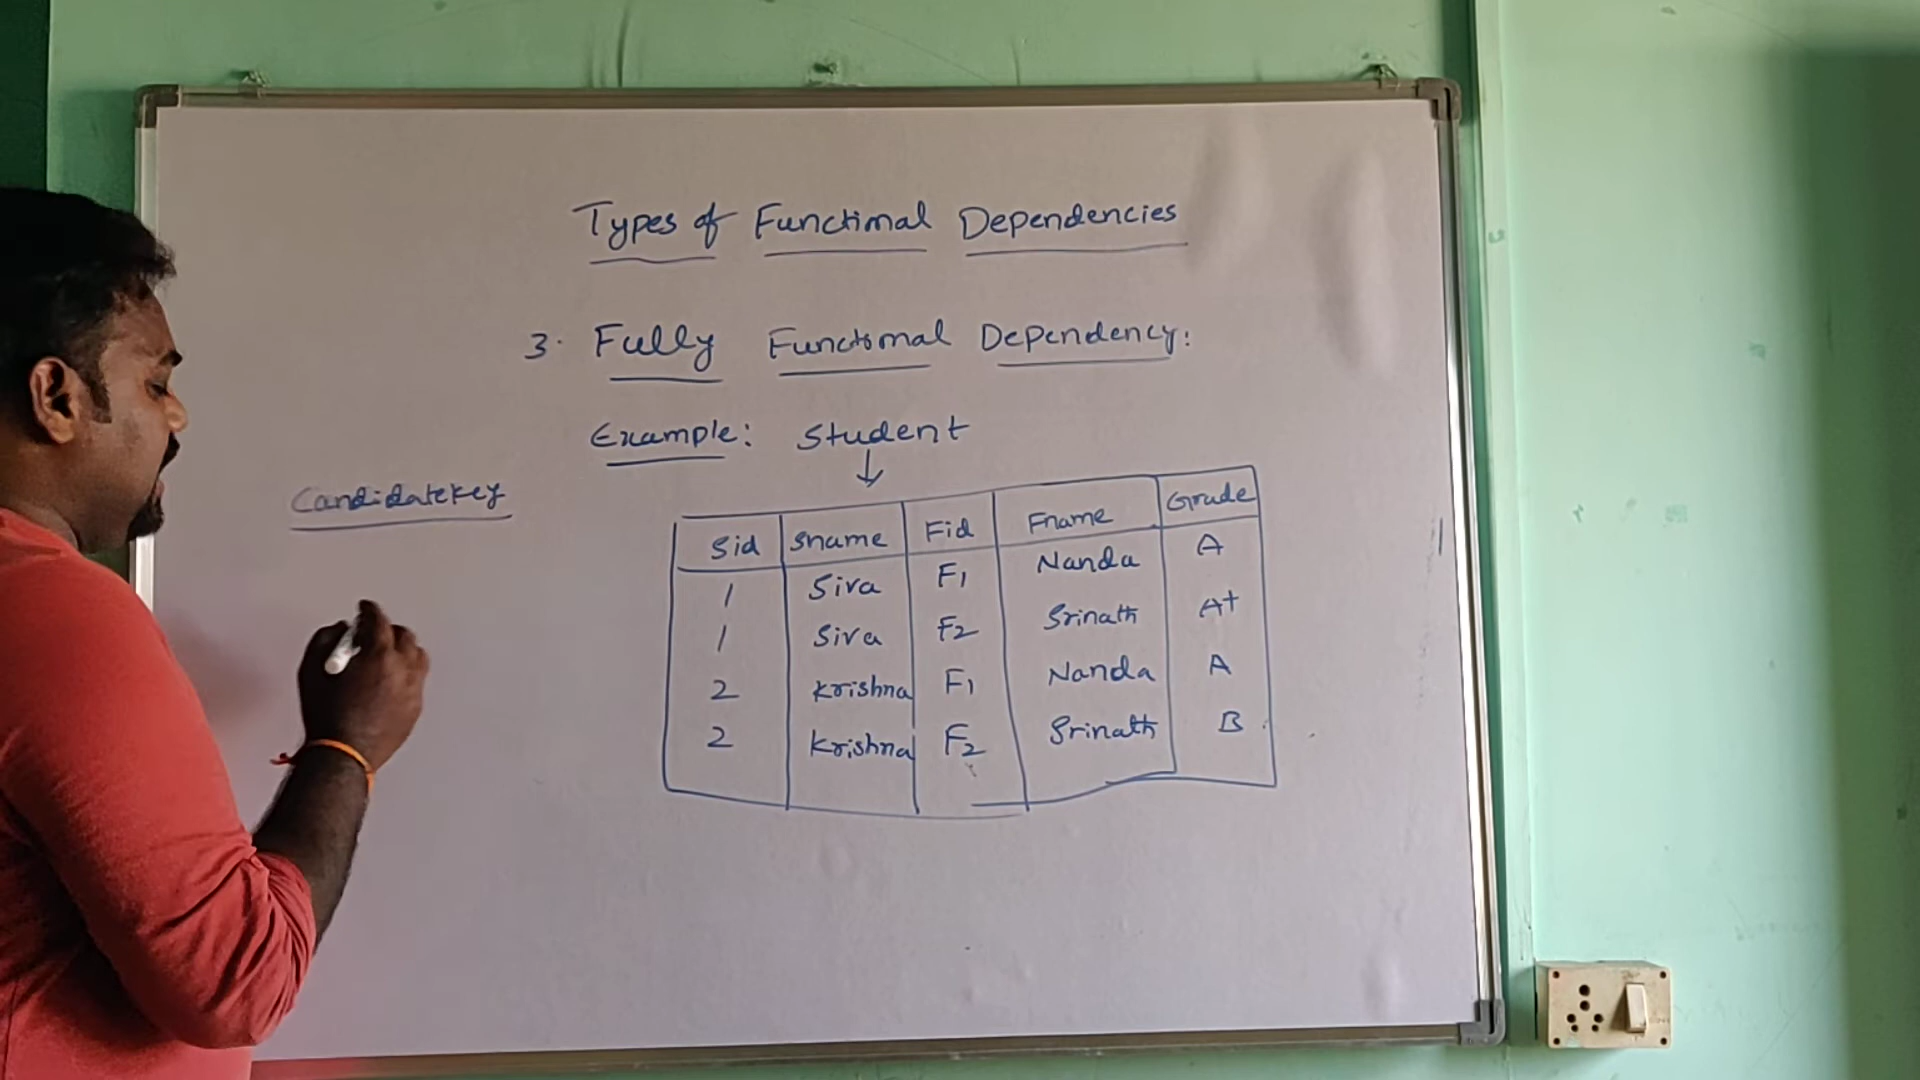 Types of Functional Dependencies
3. Fully Functional Dependency:
Example: Student
Candidatekey
Sid Sname Fid Fname Grade
1 Siva F1 Nanda A
1 Siva F2 Srinath A+
2 Krishna F1 Nanda A
2 Krishna F2 Srinath B